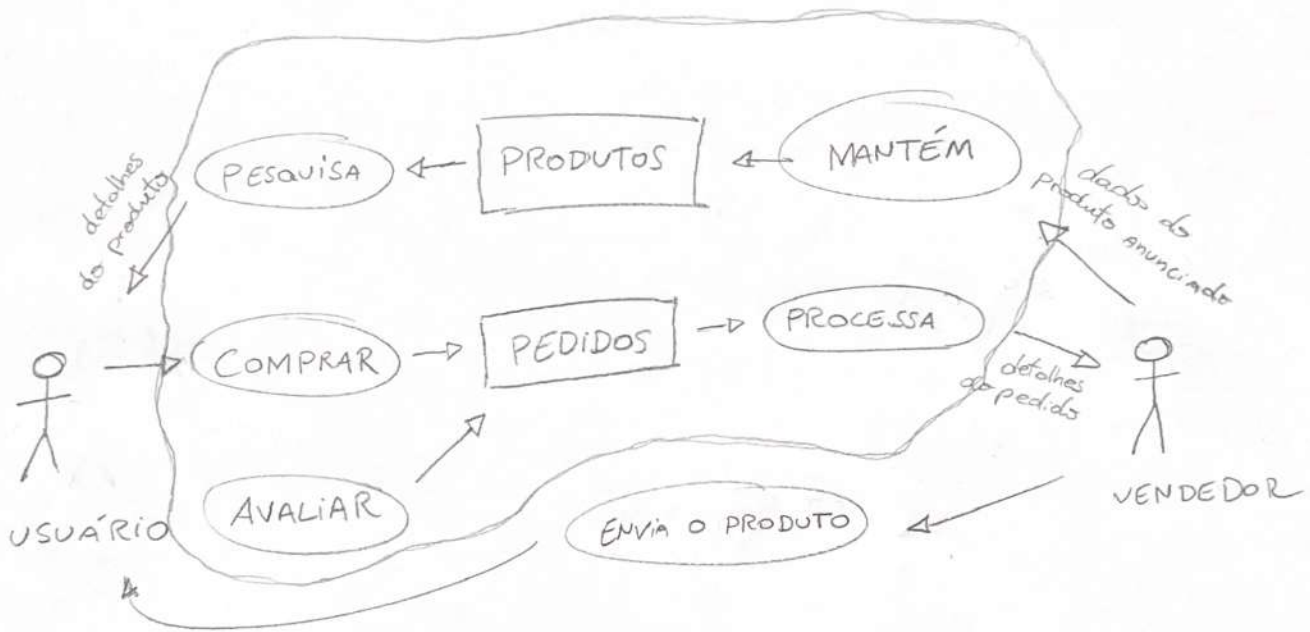 PESQUISA
PRODUTOS
MANTÉM
detalhes
do produto
dados do
produto anunciado
COMPRAR
PEDIDOS
PROCESSA
detalhes
do pedido
USUÁRIO
AVALIAR
ENVIA O PRODUTO
VENDEDOR